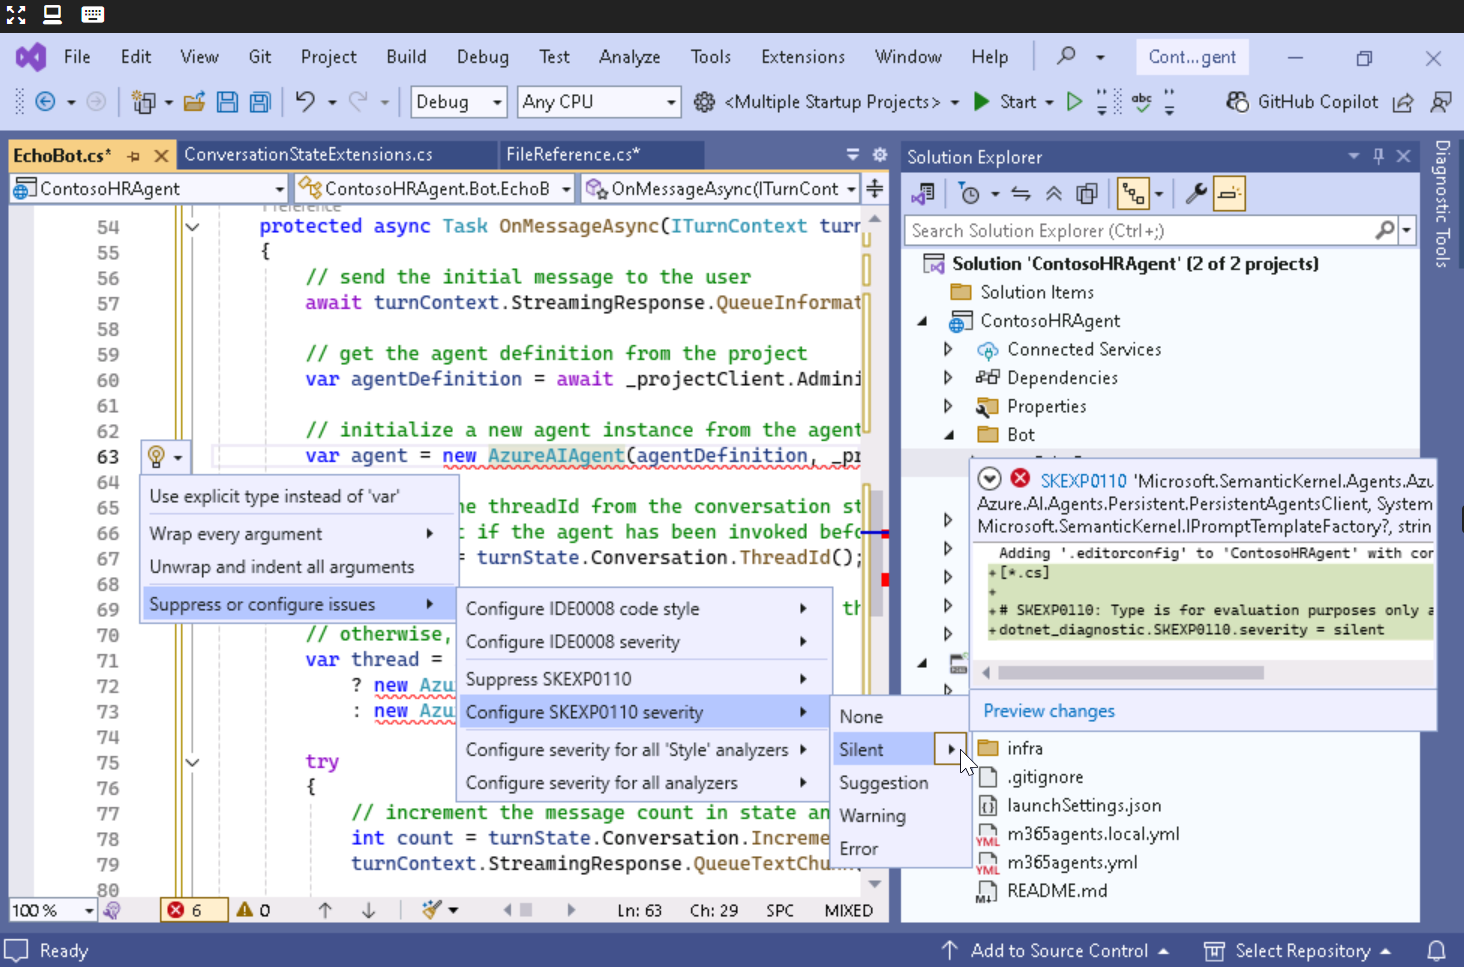 File Edit View Git Project Build Debug Test Analyze Tools Extensions Window Help Cont...gent
Debug Any CPU <Multiple Startup Projects> Start abc GitHub Copilot
EchoBot.cs* ConversationStateExtensions.cs FileReference.cs*
ContosoHRAgent ContosoHRAgent.Bot.EchoB OnMessageAsync(ITurnCont
54 protected async Task OnMessageAsync(ITurnContext turn
55 {
56 // send the initial message to the user
57 await turnContext.StreamingResponse.QueueInformat
58
59 // get the agent definition from the project
60 var agentDefinition = await _projectClient.Admini
61
62 // initialize a new agent instance from the agent
63 var agent = new AzureAIAgent(agentDefinition, _pr
64
65 he threadId from the conversation st
66 t if the agent has been invoked befo
67 = turnState.Conversation.ThreadId();
68
69 th
70 // otherwise,
71 var thread =
72 ? new Azu
73 : new Azu
74
75 try
76 {
77 // increment the message count in state an
78 int count = turnState.Conversation.Increme
79 turnContext.StreamingResponse.QueueTextChun
80
Use explicit type instead of 'var'
Wrap every argument
Unwrap and indent all arguments
Suppress or configure issues
Configure IDE0008 code style
Configure IDE0008 severity
Suppress SKEXP0110
Configure SKEXP0110 severity
Configure severity for all 'Style' analyzers
Configure severity for all analyzers
None
Silent
Suggestion
Warning
Error
100 % 6 0 Ln: 63 Ch: 29 SPC MIXED
Solution Explorer
Search Solution Explorer (Ctrl+;)
Solution 'ContosoHRAgent' (2 of 2 projects)
Solution Items
ContosoHRAgent
Connected Services
Dependencies
Properties
Bot
SKEXP0110 'Microsoft.SemanticKernel.Agents.Azu
Azure.AI.Agents.Persistent.PersistentAgentsClient, System
Microsoft.SemanticKernel.IPromptTemplateFactory?, strin
Adding '.editorconfig' to 'ContosoHRAgent' with con
+[*.cs]
+
+# SKEXP0110: Type is for evaluation purposes only a
+dotnet_diagnostic.SKEXP0110.severity = silent
Preview changes
infra
.gitignore
launchSettings.json
YML m365agents.local.yml
YML m365agents.yml
README.md
Diagnostic Tools
Ready Add to Source Control Select Repository